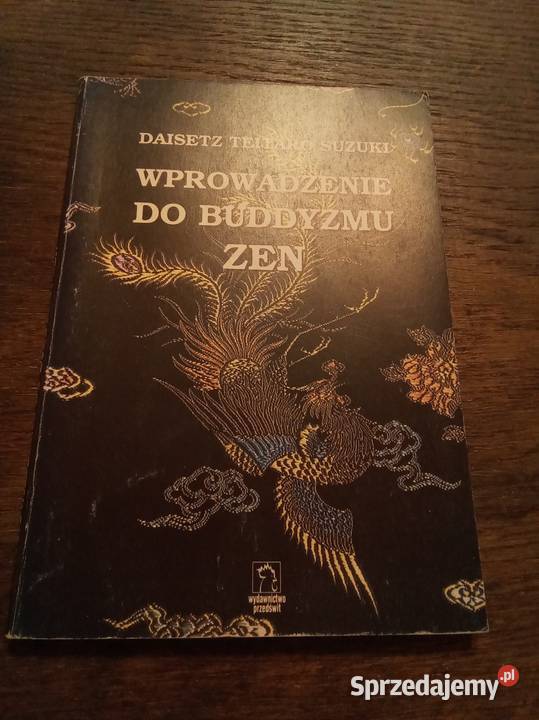 DAISETZ TEITARO SUZUKI
WPROWADZENIE
DO BUDDYZMU
ZEN
wydawnictwo
przedświt
Sprzedajemy.pl